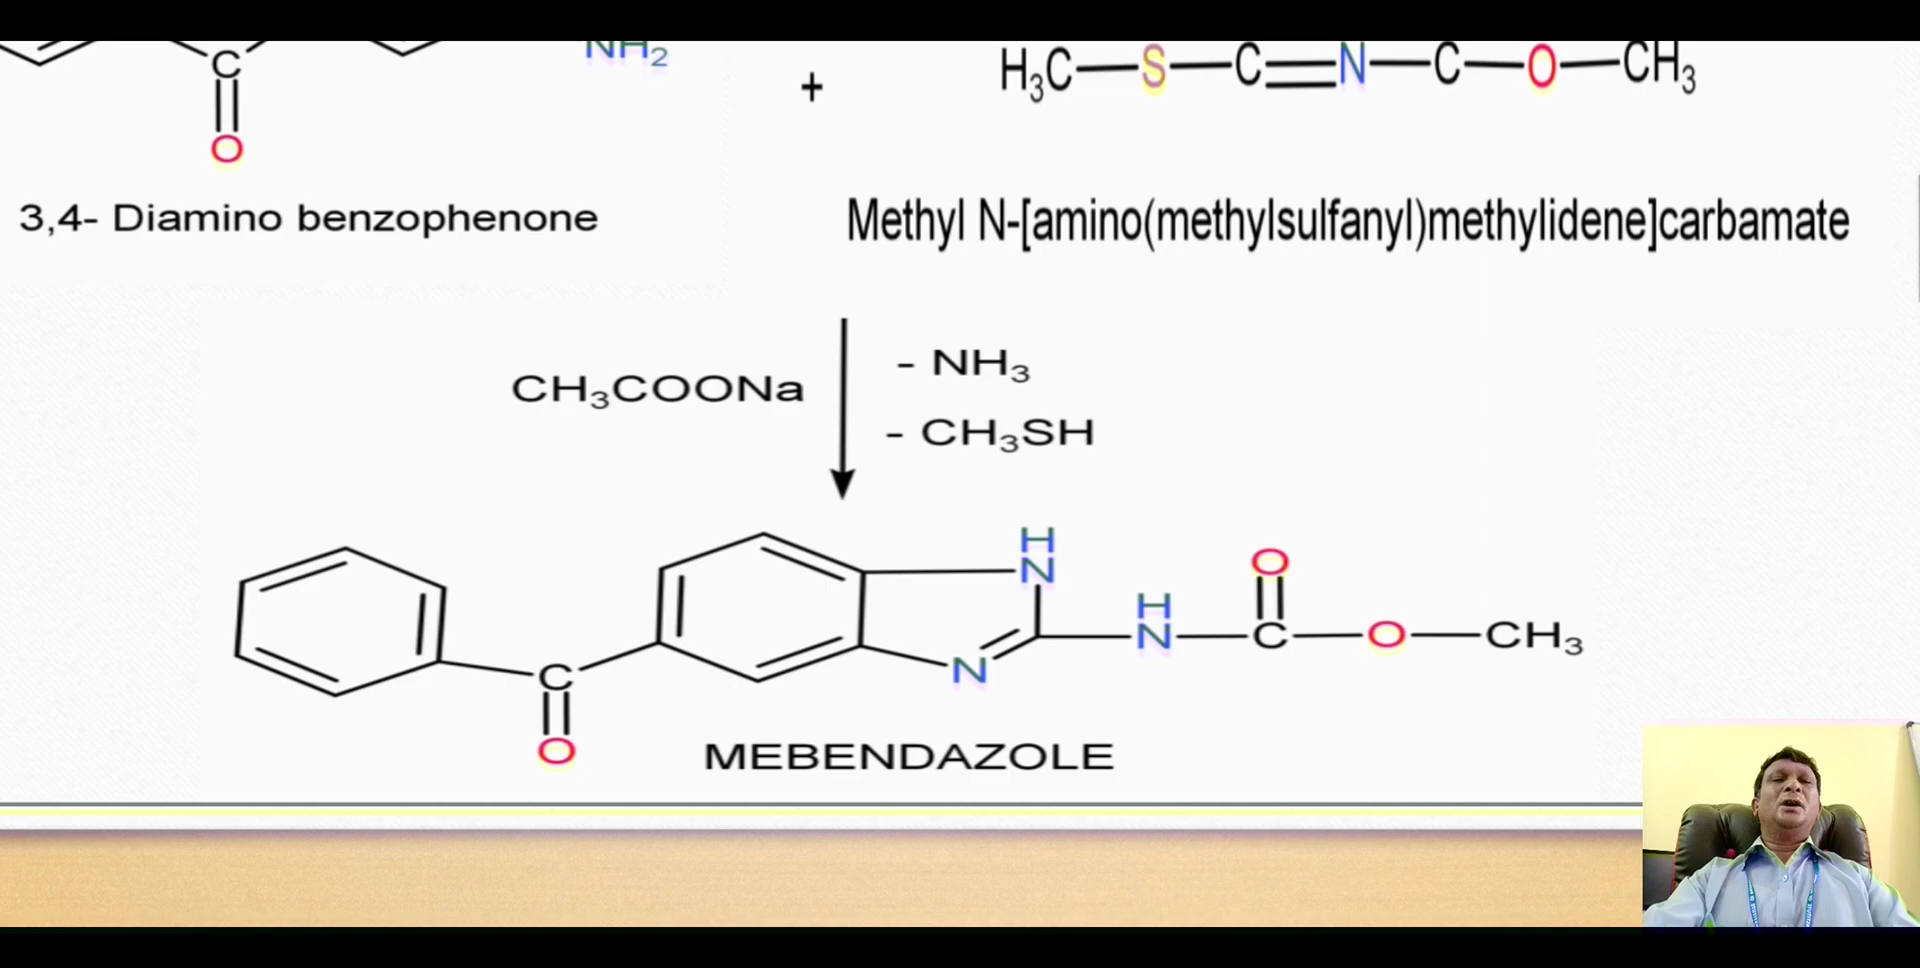 NH2
+
H3C—S—C=N—C—O—CH3
C
O
3,4- Diamino benzophenone
Methyl N-[amino(methylsulfanyl)methylidene]carbamate
CH3COONa
- NH3
- CH3SH
H
N
H
N
O
C
O
CH3
N
C
O
MEBENDAZOLE